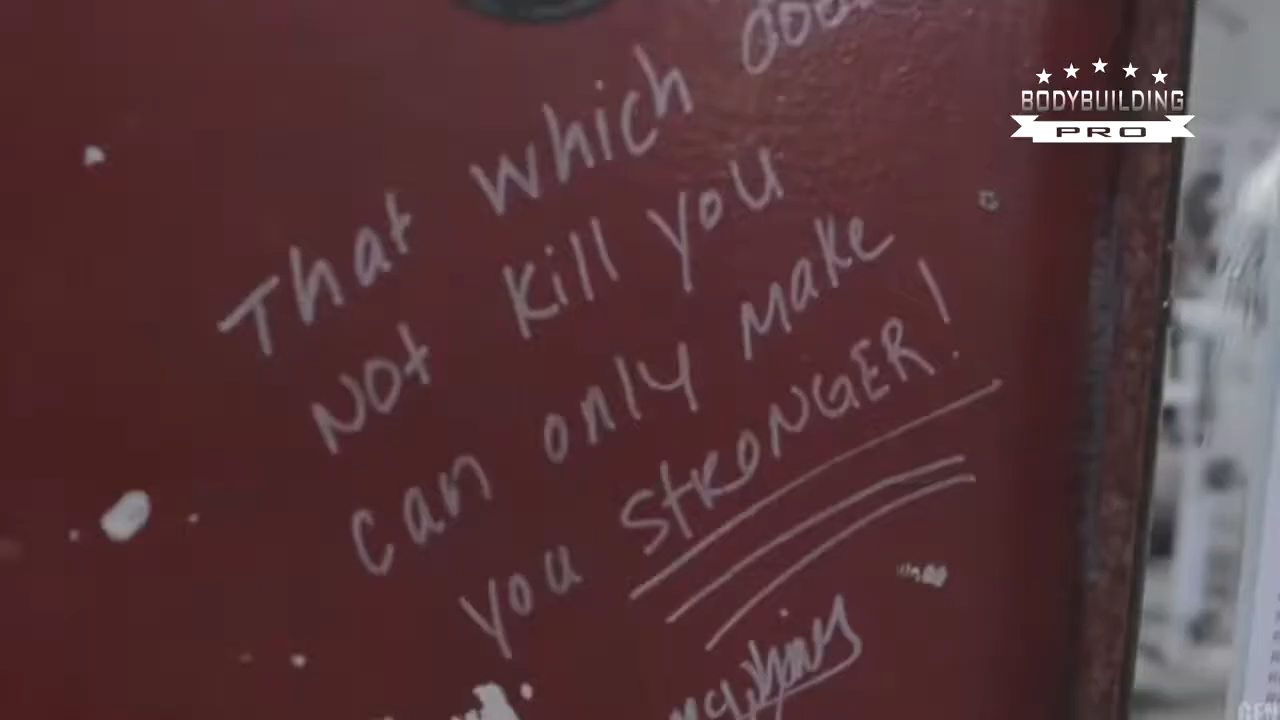 That which
Not Kill you
can only make
you STRONGER!
BODYBUILDING
PRO